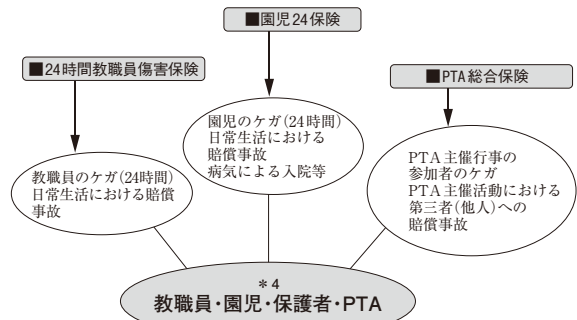 ■園児24保険
■24時間教職員傷害保険
■PTA総合保険
園児のケガ(24時間)
日常生活における
賠償事故
病気による入院等
教職員のケガ(24時間)
日常生活における賠償
事故
PTA主催行事の
参加者のケガ
PTA主催活動における
第三者(他人)への
賠償事故
*4
教職員・園児・保護者・PTA